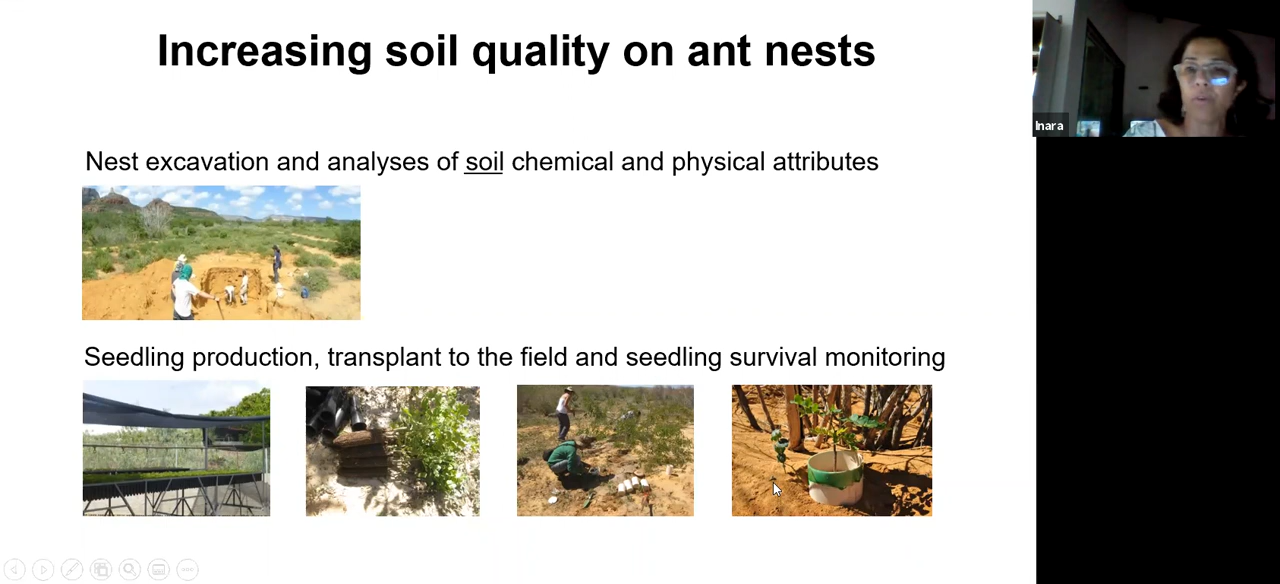 Increasing soil quality on ant nests
Inara
Nest excavation and analyses of soil chemical and physical attributes
Seedling production, transplant to the field and seedling survival monitoring